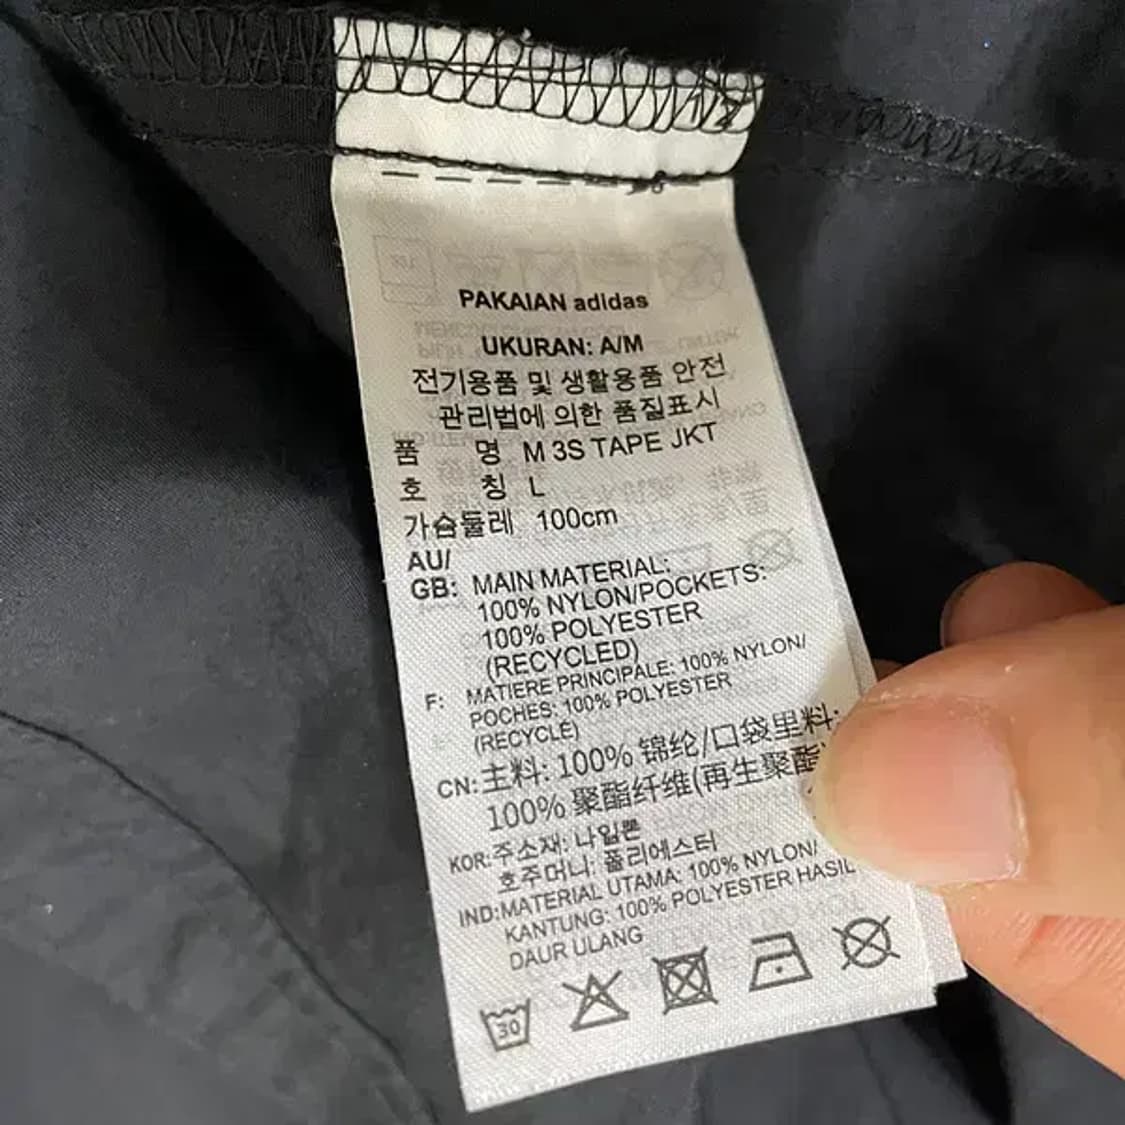 PAKAIAN adidas
UKURAN: A/M
전기용품 및 생활용품 안전
관리법에 의한 품질표시
품 명 M 3S TAPE JKT
호 칭 L
가슴둘레 100cm
AU/
GB: MAIN MATERIAL:
100% NYLON/POCKETS:
100% POLYESTER
(RECYCLED)
F: MATIERE PRINCIPALE: 100% NYLON/
POCHES: 100% POLYESTER
(RECYCLÉ)
CN: 主料: 100% 锦纶/口袋里料:
100% 聚酯纤维(再生聚酯)
KOR: 주소재: 나일론
호주머니: 폴리에스터
IND: MATERIAL UTAMA: 100% NYLON/
KANTUNG: 100% POLYESTER HASIL
DAUR ULANG
30